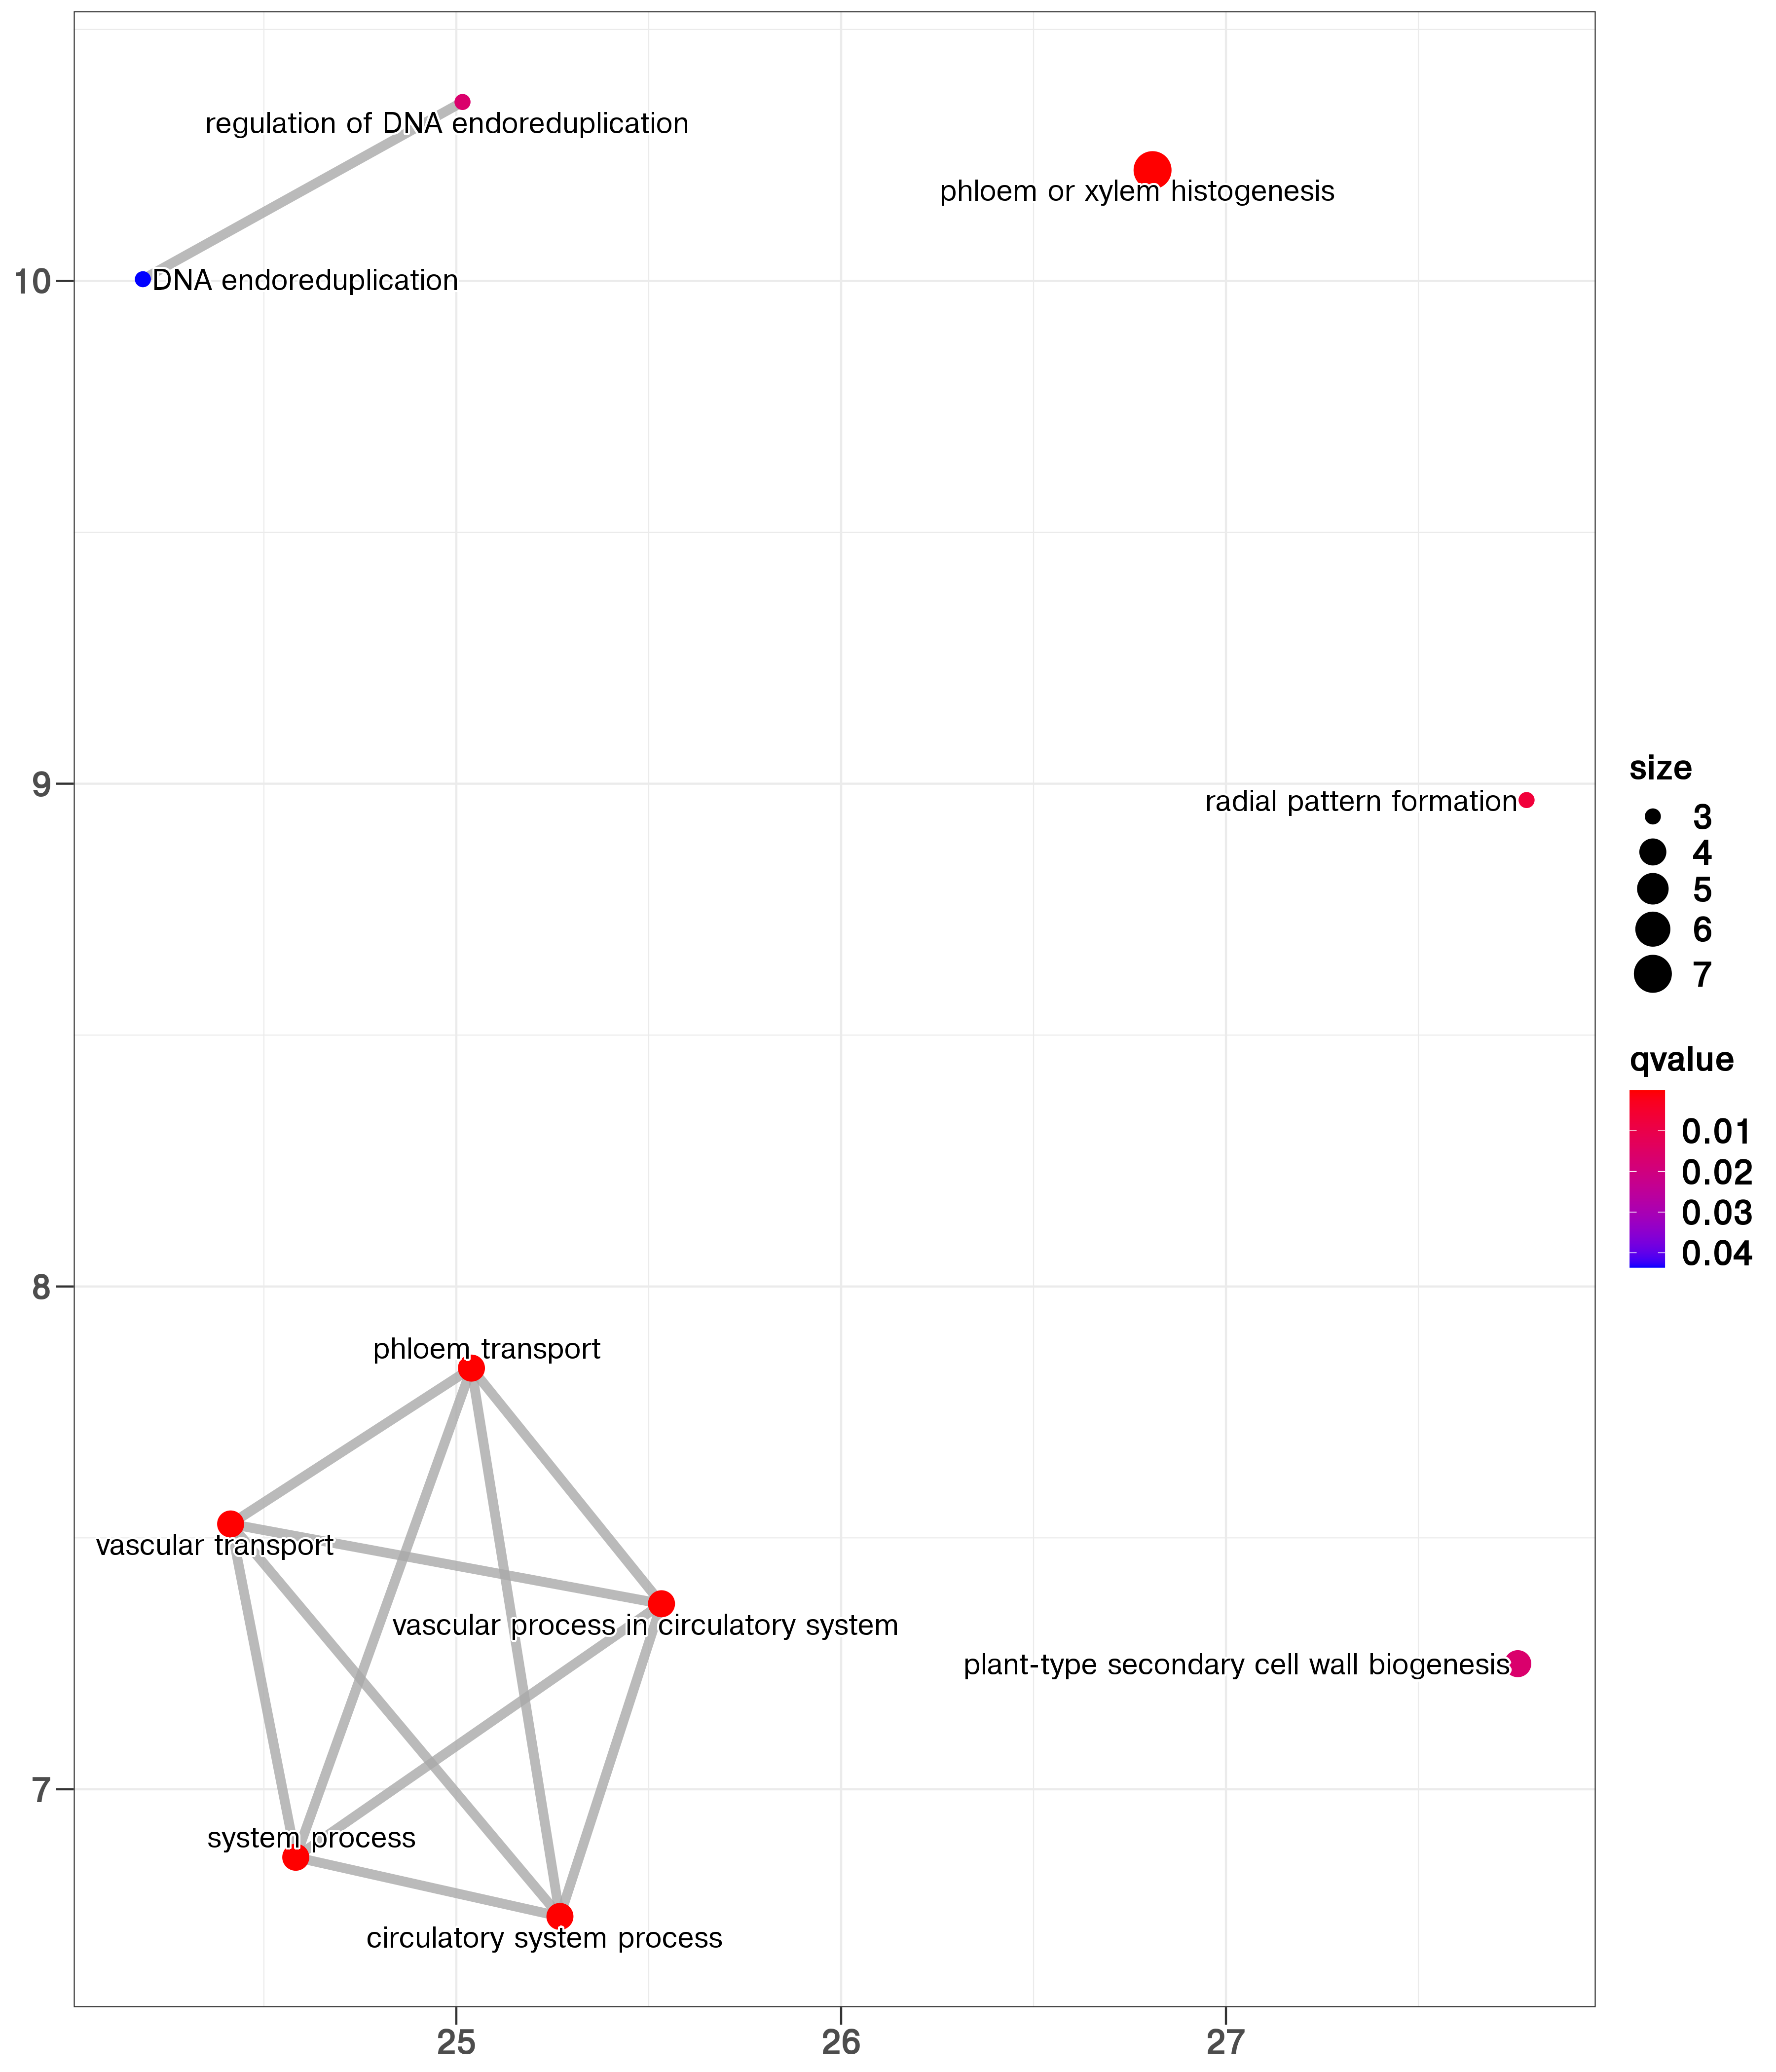 regulation of DNA endoreduplication
phloem or xylem histogenesis
DNA endoreduplication
radial pattern formation
phloem transport
vascular transport
vascular process in circulatory system
plant-type secondary cell wall biogenesis
system process
circulatory system process
10
9
8
7
25
26
27
size
3
4
5
6
7
qvalue
0.01
0.02
0.03
0.04